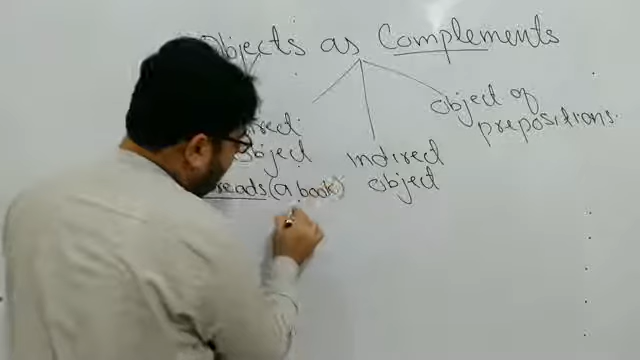 Objects as Complements
object of
prepositions.
Indirect
object
reads (a book)